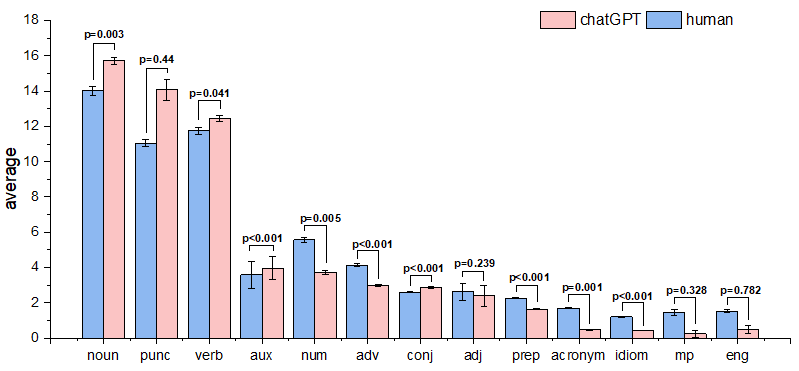 chatGPT human
18
16
14
12
10
8
6
4
2
0
average
p=0.003
p=0.44
p=0.041
p<0.001
p=0.005
p<0.001
p<0.001
p=0.239
p<0.001
p=0.001
p<0.001
p=0.328
p=0.782
noun punc verb aux num adv conj adj prep acronym idiom mp eng